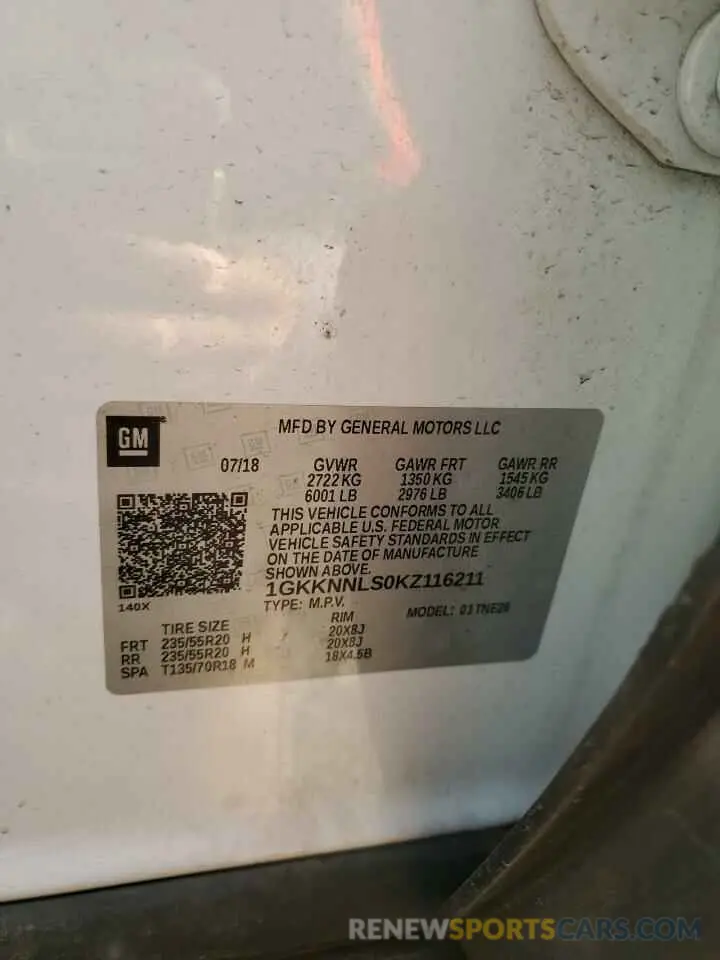 GM
MFD BY GENERAL MOTORS LLC
07/18 GVWR GAWR FRT GAWR RR
2722 KG 1350 KG 1545 KG
6001 LB 2976 LB 3406 LB
THIS VEHICLE CONFORMS TO ALL
APPLICABLE U.S. FEDERAL MOTOR
VEHICLE SAFETY STANDARDS IN EFFECT
ON THE DATE OF MANUFACTURE
SHOWN ABOVE.
1GKKNNLS0KZ116211
140X
TYPE: M.P.V. MODEL: 01TNE26
TIRE SIZE RIM
FRT 235/55R20 H 20X8J
RR 235/55R20 H 20X8J
SPA T135/70R18 M 18X4.5B
RENEWSPORTSCARS.COM